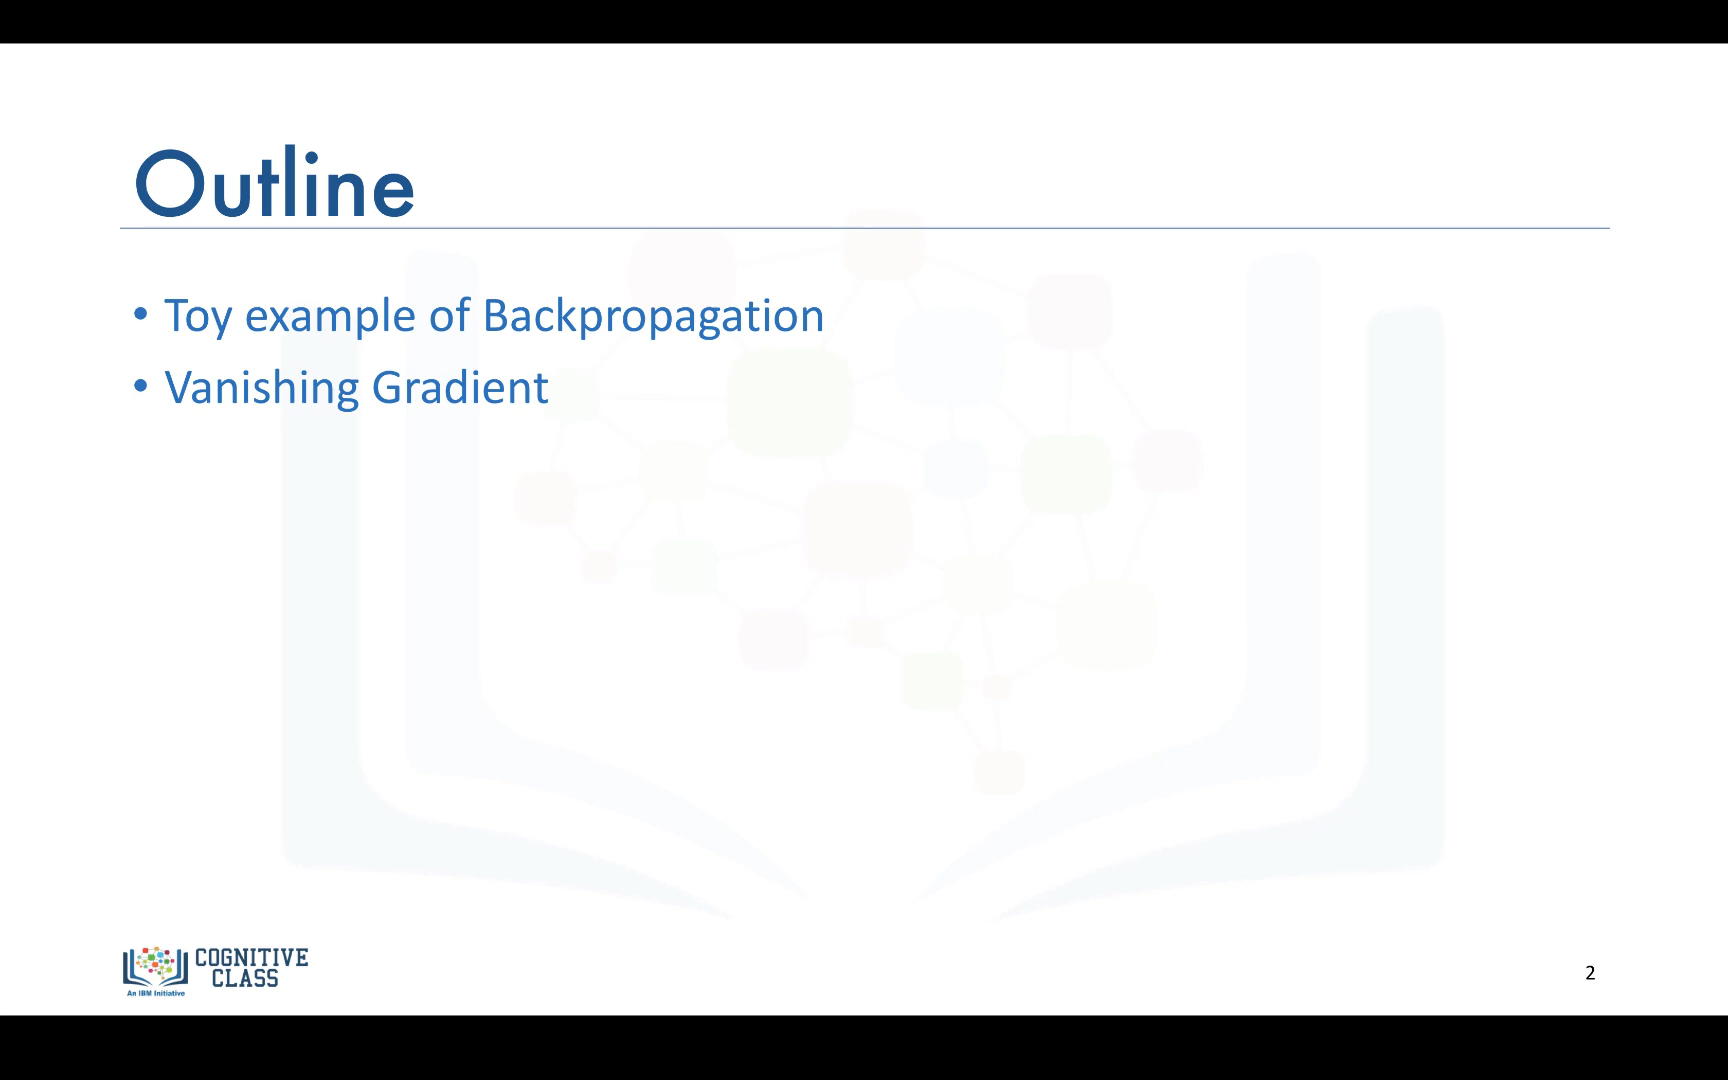 Outline
• Toy example of Backpropagation
• Vanishing Gradient
COGNITIVE
CLASS
An IBM Initiative
2